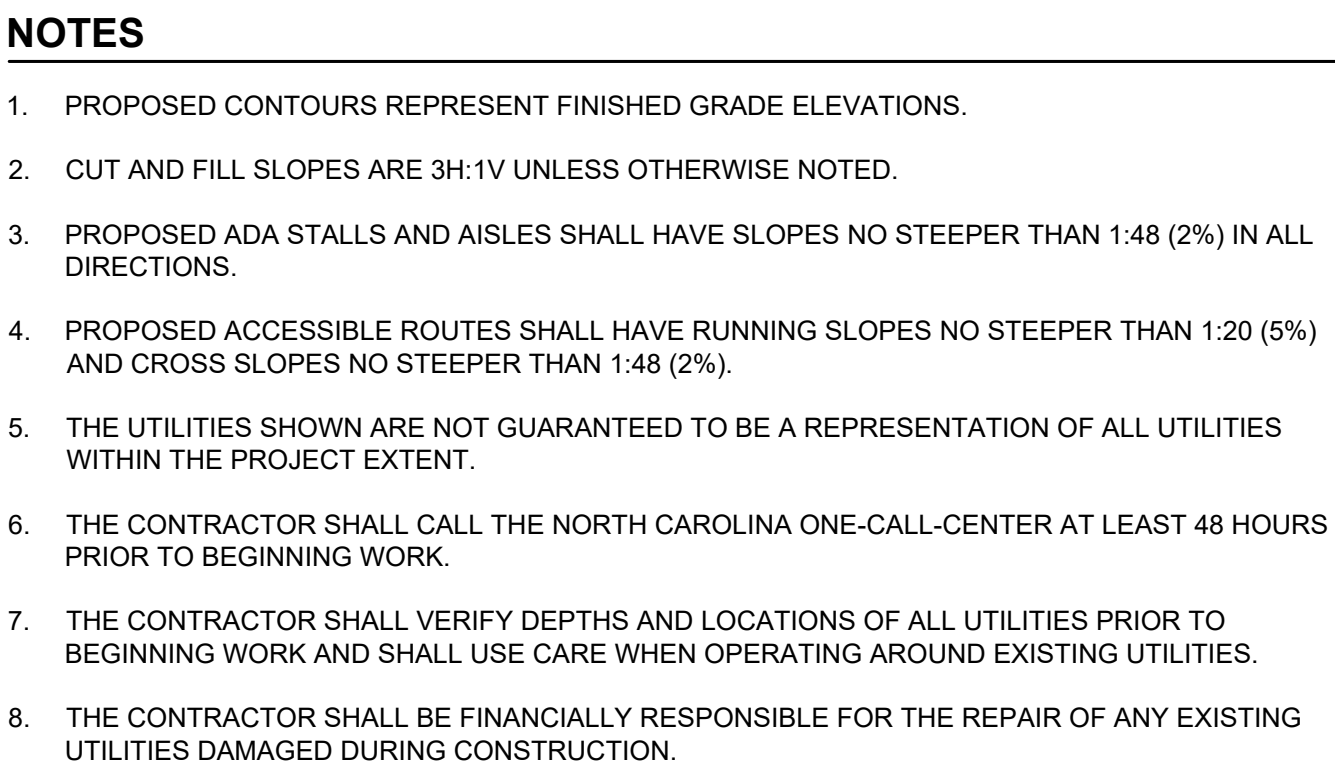 NOTES
1. PROPOSED CONTOURS REPRESENT FINISHED GRADE ELEVATIONS.
2. CUT AND FILL SLOPES ARE 3H:1V UNLESS OTHERWISE NOTED.
3. PROPOSED ADA STALLS AND AISLES SHALL HAVE SLOPES NO STEEPER THAN 1:48 (2%) IN ALL
DIRECTIONS.
4. PROPOSED ACCESSIBLE ROUTES SHALL HAVE RUNNING SLOPES NO STEEPER THAN 1:20 (5%)
AND CROSS SLOPES NO STEEPER THAN 1:48 (2%).
5. THE UTILITIES SHOWN ARE NOT GUARANTEED TO BE A REPRESENTATION OF ALL UTILITIES
WITHIN THE PROJECT EXTENT.
6. THE CONTRACTOR SHALL CALL THE NORTH CAROLINA ONE-CALL-CENTER AT LEAST 48 HOURS
PRIOR TO BEGINNING WORK.
7. THE CONTRACTOR SHALL VERIFY DEPTHS AND LOCATIONS OF ALL UTILITIES PRIOR TO
BEGINNING WORK AND SHALL USE CARE WHEN OPERATING AROUND EXISTING UTILITIES.
8. THE CONTRACTOR SHALL BE FINANCIALLY RESPONSIBLE FOR THE REPAIR OF ANY EXISTING
UTILITIES DAMAGED DURING CONSTRUCTION.